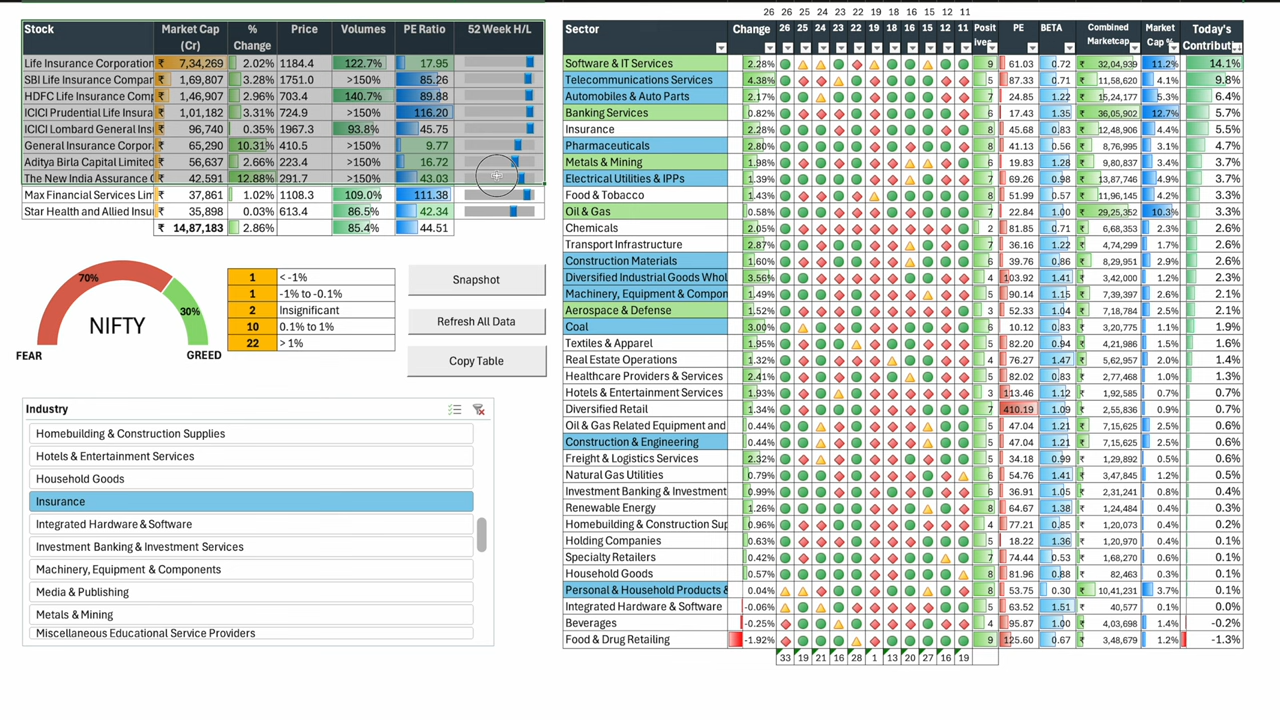 Stock Market Cap (Cr) % Change Price Volumes PE Ratio 52 Week H/L
Life Insurance Corporation ₹ 7,34,269 2.02% 1184.4 122.7% 17.95
SBI Life Insurance Compar ₹ 1,69,807 3.28% 1751.0 >150% 85.26
HDFC Life Insurance Comp ₹ 1,46,907 2.96% 703.4 140.7% 89.88
ICICI Prudential Life Insura ₹ 1,01,182 3.31% 724.9 >150% 116.20
ICICI Lombard General Ins ₹ 96,740 0.35% 1967.3 93.8% 45.75
General Insurance Corpor ₹ 65,290 10.31% 410.5 >150% 9.77
Aditya Birla Capital Limited ₹ 56,637 2.66% 223.4 >150% 16.72
The New India Assurance C ₹ 42,591 12.88% 291.7 >150% 43.03
Max Financial Services Lim ₹ 37,861 1.02% 1108.3 109.0% 111.38
Star Health and Allied Insu ₹ 35,898 0.03% 613.4 86.5% 42.34
₹ 14,87,183 2.86% 85.4% 44.51
70%
30%
NIFTY
FEAR GREED
1 < -1%
1 -1% to -0.1%
2 Insignificant
10 0.1% to 1%
22 > 1%
Snapshot
Refresh All Data
Copy Table
Industry
Homebuilding & Construction Supplies
Hotels & Entertainment Services
Household Goods
Insurance
Integrated Hardware & Software
Investment Banking & Investment Services
Machinery, Equipment & Components
Media & Publishing
Metals & Mining
Miscellaneous Educational Service Providers
26 26 25 24 23 22 19 18 16 15 12 11
Sector Change 26 25 24 23 22 19 18 16 15 12 11 Posit ives PE BETA Combined Marketcap Market Cap % Today's Contribut
Software & IT Services 2.28% 9 61.03 0.72 ₹ 32,04,939 11.2% 14.1%
Telecommunications Services 4.38% 5 87.33 0.71 ₹ 11,58,620 4.1% 9.8%
Automobiles & Auto Parts 2.17% 7 24.85 1.22 ₹ 15,24,177 5.3% 6.4%
Banking Services 0.82% 6 17.43 1.35 ₹ 36,05,902 12.7% 5.7%
Insurance 2.28% 8 45.68 0.83 ₹ 12,48,906 4.4% 5.5%
Pharmaceuticals 2.80% 8 41.13 0.56 ₹ 8,76,995 3.1% 4.7%
Metals & Mining 1.98% 6 19.83 1.28 ₹ 9,80,837 3.4% 3.7%
Electrical Utilities & IPPs 1.39% 7 69.26 0.98 ₹ 13,87,746 4.9% 3.7%
Food & Tobacco 1.43% 8 51.99 0.57 ₹ 11,96,145 4.2% 3.3%
Oil & Gas 0.58% 7 22.84 1.00 ₹ 29,25,352 10.3% 3.3%
Chemicals 2.05% 2 81.85 0.71 ₹ 6,68,353 2.3% 2.6%
Transport Infrastructure 2.87% 7 36.16 1.22 ₹ 4,74,299 1.7% 2.6%
Construction Materials 1.60% 6 39.76 0.86 ₹ 8,29,951 2.9% 2.6%
Diversified Industrial Goods Whol 3.56% 4 103.92 1.41 ₹ 3,42,000 1.2% 2.3%
Machinery, Equipment & Compon 1.49% 5 90.14 1.15 ₹ 7,39,397 2.6% 2.1%
Aerospace & Defense 1.52% 3 52.33 1.04 ₹ 7,18,784 2.5% 2.1%
Coal 3.00% 6 10.12 0.83 ₹ 3,20,775 1.1% 1.9%
Textiles & Apparel 1.95% 5 82.20 0.94 ₹ 4,21,986 1.5% 1.6%
Real Estate Operations 1.32% 4 76.27 1.47 ₹ 5,62,957 2.0% 1.4%
Healthcare Providers & Services 2.41% 5 82.02 0.83 ₹ 2,77,468 1.0% 1.3%
Hotels & Entertainment Services 1.93% 3 113.46 1.12 ₹ 1,92,585 0.7% 0.7%
Diversified Retail 1.34% 7 410.19 1.09 ₹ 2,55,836 0.9% 0.7%
Oil & Gas Related Equipment and 0.44% 5 47.04 1.21 ₹ 7,15,625 2.5% 0.6%
Construction & Engineering 0.44% 5 47.04 1.21 ₹ 7,15,625 2.5% 0.6%
Freight & Logistics Services 2.32% 5 34.18 0.99 ₹ 1,29,892 0.5% 0.6%
Natural Gas Utilities 0.79% 6 54.76 1.41 ₹ 3,47,845 1.2% 0.5%
Investment Banking & Investment 0.99% 6 36.91 1.05 ₹ 2,31,241 0.8% 0.4%
Renewable Energy 1.26% 8 64.67 1.38 ₹ 1,24,484 0.4% 0.3%
Homebuilding & Construction Sup 0.96% 4 77.21 0.85 ₹ 1,20,073 0.4% 0.2%
Holding Companies 0.63% 5 18.22 1.36 ₹ 1,20,970 0.4% 0.1%
Specialty Retailers 0.42% 7 74.44 0.53 ₹ 1,68,270 0.6% 0.1%
Household Goods 0.57% 8 81.96 0.88 ₹ 82,463 0.3% 0.1%
Personal & Household Products & 0.04% 8 53.75 0.30 ₹ 10,41,231 3.7% 0.1%
Integrated Hardware & Software -0.06% 5 63.52 1.51 ₹ 40,577 0.1% 0.0%
Beverages -0.25% 4 95.87 1.00 ₹ 4,03,698 1.4% -0.2%
Food & Drug Retailing -1.92% 9 125.60 0.67 ₹ 3,48,679 1.2% -1.3%
33 19 21 16 28 1 13 20 27 16 19